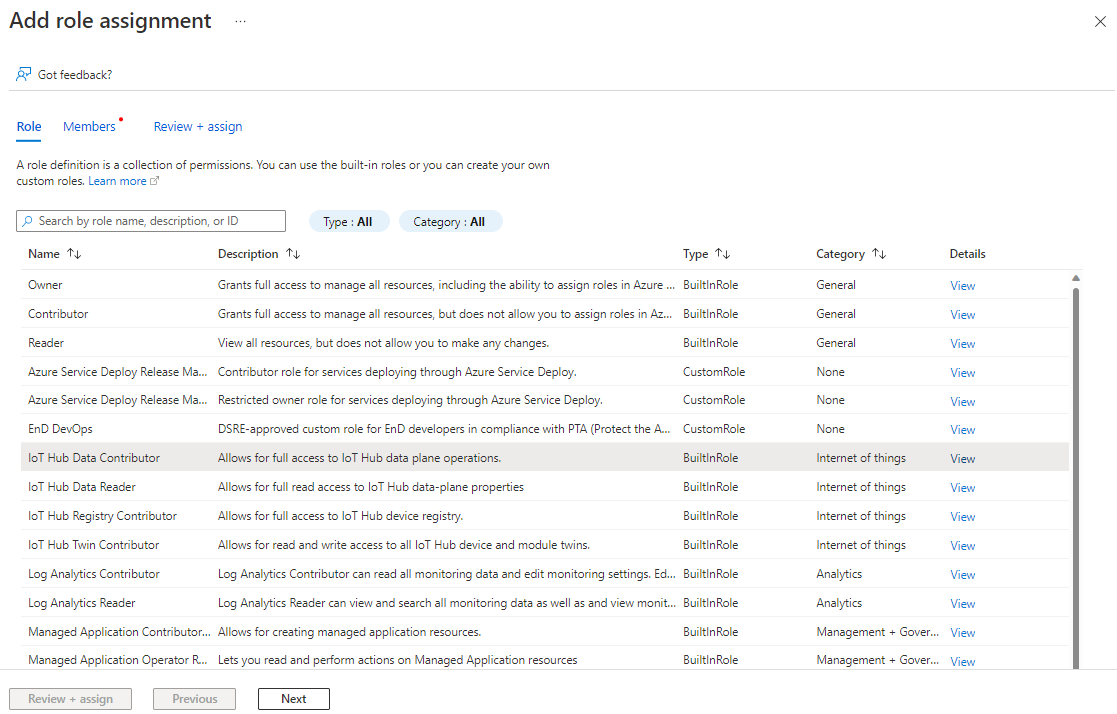 Add role assignment ...
Got feedback?
Role Members Review + assign
A role definition is a collection of permissions. You can use the built-in roles or you can create your own
custom roles. Learn more
Search by role name, description, or ID Type : All Category : All
Name Description Type Category Details
Owner Grants full access to manage all resources, including the ability to assign roles in Azure ... BuiltInRole General View
Contributor Grants full access to manage all resources, but does not allow you to assign roles in Az... BuiltInRole General View
Reader View all resources, but does not allow you to make any changes. BuiltInRole General View
Azure Service Deploy Release Ma... Contributor role for services deploying through Azure Service Deploy. CustomRole None View
Azure Service Deploy Release Ma... Restricted owner role for services deploying through Azure Service Deploy. CustomRole None View
EnD DevOps DSRE-approved custom role for EnD developers in compliance with PTA (Protect the A... CustomRole None View
IoT Hub Data Contributor Allows for full access to IoT Hub data plane operations. BuiltInRole Internet of things View
IoT Hub Data Reader Allows for full read access to IoT Hub data-plane properties BuiltInRole Internet of things View
IoT Hub Registry Contributor Allows for full access to IoT Hub device registry. BuiltInRole Internet of things View
IoT Hub Twin Contributor Allows for read and write access to all IoT Hub device and module twins. BuiltInRole Internet of things View
Log Analytics Contributor Log Analytics Contributor can read all monitoring data and edit monitoring settings. Ed... BuiltInRole Analytics View
Log Analytics Reader Log Analytics Reader can view and search all monitoring data as well as and view monit... BuiltInRole Analytics View
Managed Application Contributor... Allows for creating managed application resources. BuiltInRole Management + Gover... View
Managed Application Operator R... Lets you read and perform actions on Managed Application resources BuiltInRole Management + Gover... View
Review + assign Previous Next